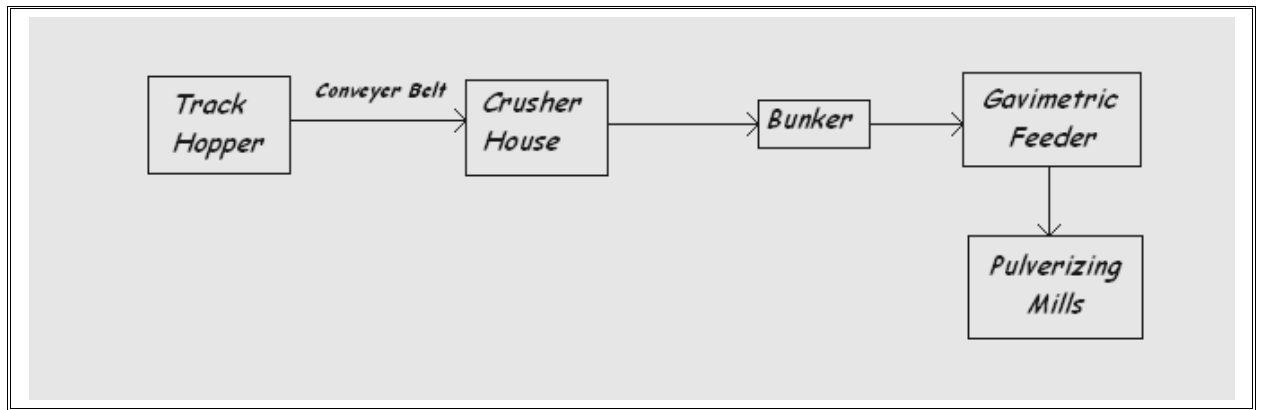 Track
Hopper
Conveyer Belt
Crusher
House
Bunker
Gavimetric
Feeder
Pulverizing
Mills